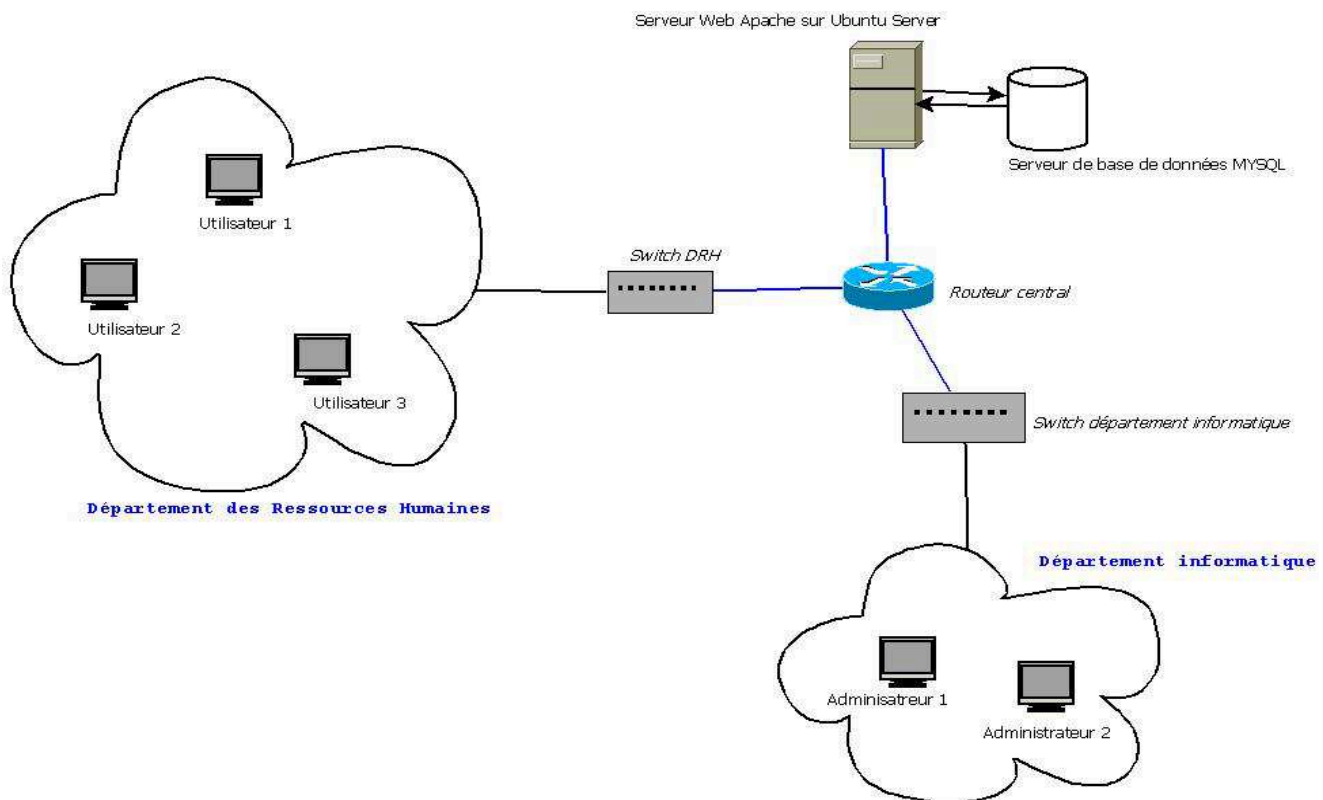 Serveur Web Apache sur Ubuntu Server
Serveur de base de données MYSQL
Utilisateur 1
Utilisateur 2
Utilisateur 3
Switch DRH
Routeur central
Switch département informatique
Département des Ressources Humaines
Département informatique
Adminisatreur 1
Administrateur 2